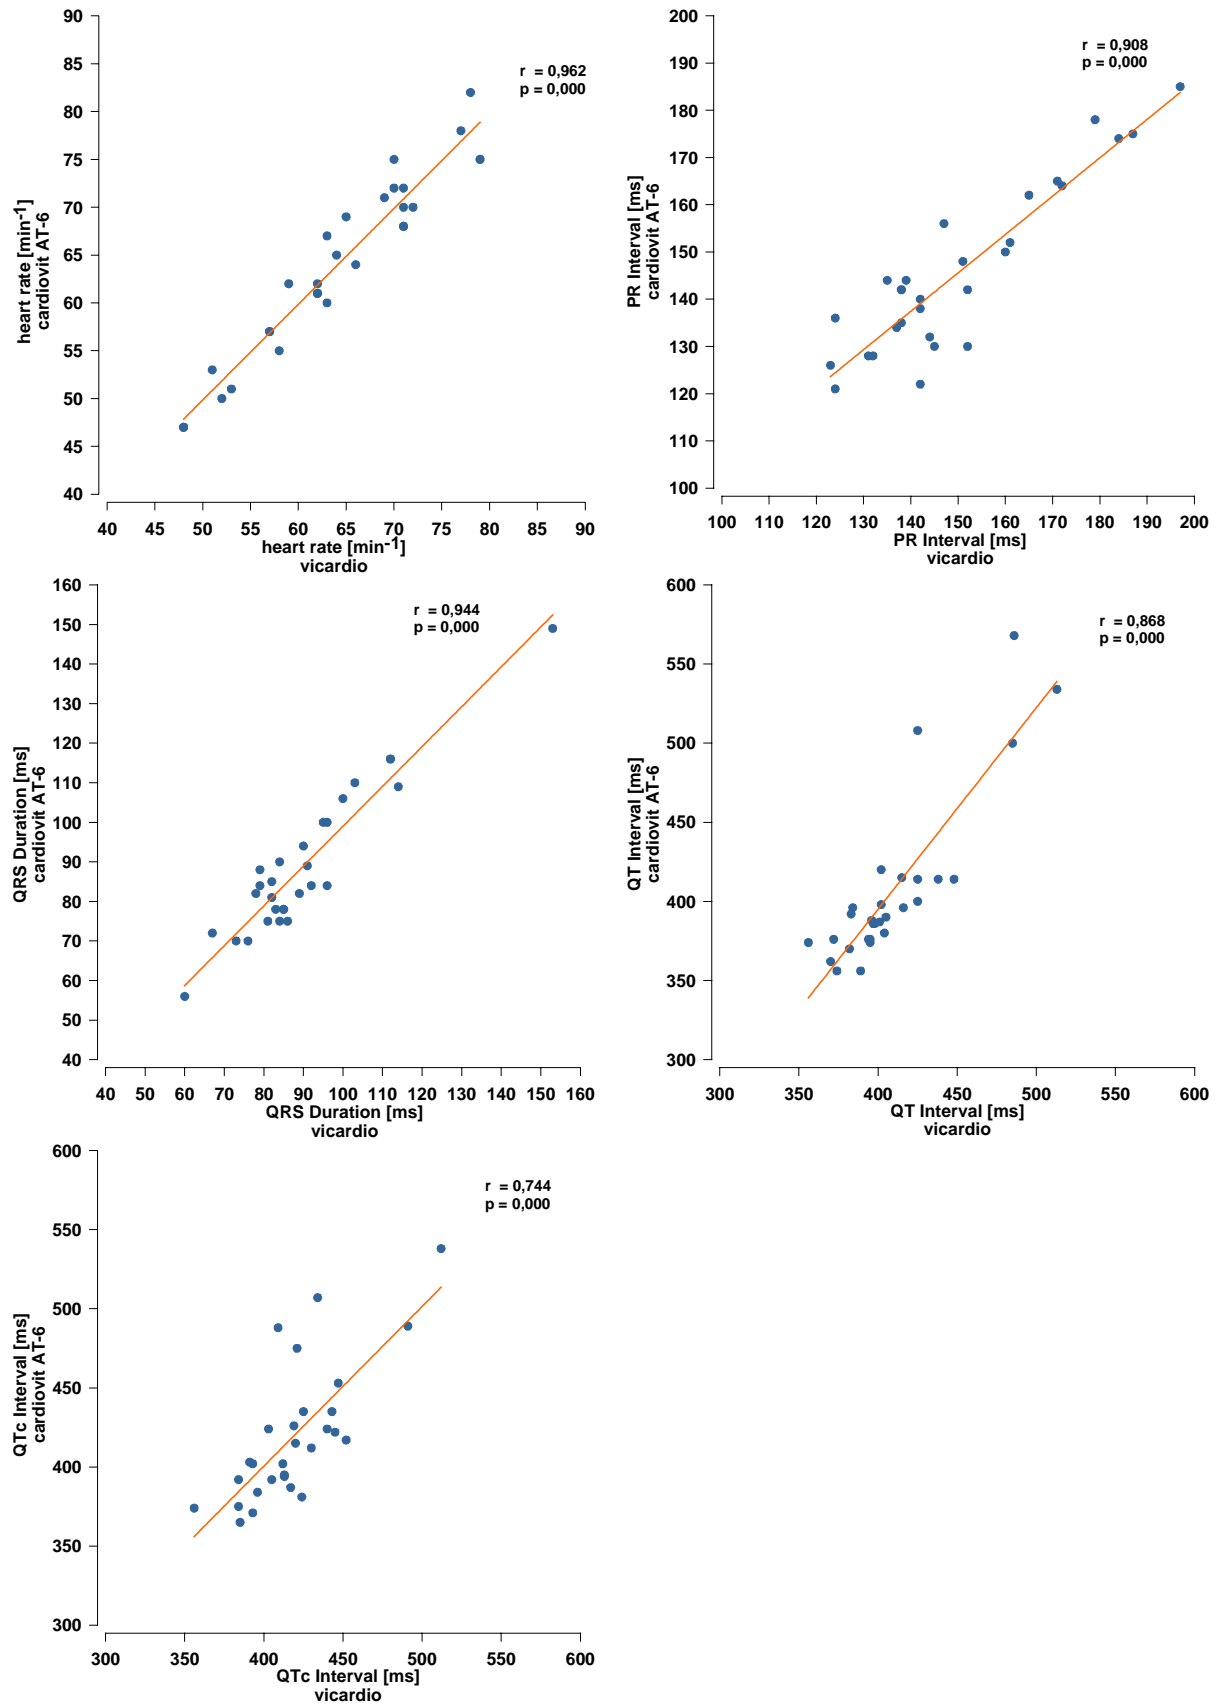 90
85
80
75
70
65
60
55
50
45
40
heart rate [min-1]
cardiovit AT-6
r = 0,962
p = 0,000
40 45 50 55 60 65 70 75 80 85 90
heart rate [min-1]
vicardio
200
190
180
170
160
150
140
130
120
110
100
PR Interval [ms]
cardiovit AT-6
r = 0,908
p = 0,000
100 110 120 130 140 150 160 170 180 190 200
PR Interval [ms]
vicardio
160
150
140
130
120
110
100
90
80
70
60
50
40
QRS Duration [ms]
cardiovit AT-6
r = 0,944
p = 0,000
40 50 60 70 80 90 100 110 120 130 140 150 160
QRS Duration [ms]
vicardio
600
550
500
450
400
350
300
QT Interval [ms]
cardiovit AT-6
r = 0,868
p = 0,000
300 350 400 450 500 550 600
QT Interval [ms]
vicardio
600
550
500
450
400
350
300
QTc Interval [ms]
cardiovit AT-6
r = 0,744
p = 0,000
300 350 400 450 500 550 600
QTc Interval [ms]
vicardio